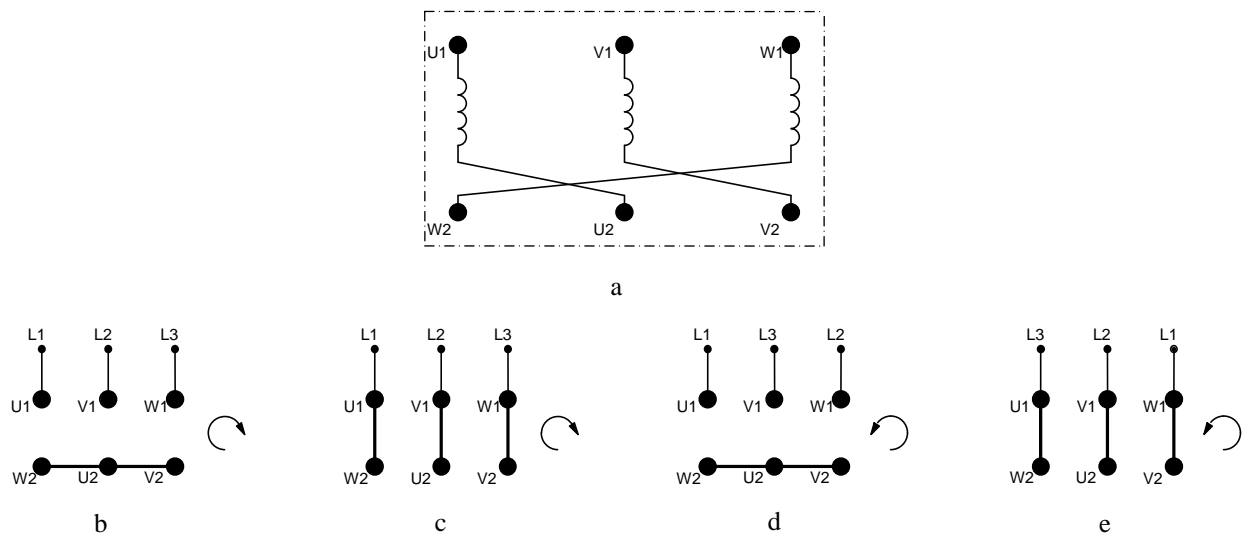 U1 V1 W1
W2 U2 V2
a
L1 L2 L3
U1 V1 W1
W2 U2 V2
b
L1 L2 L3
U1 V1 W1
W2 U2 V2
c
L1 L3 L2
U1 V1 W1
W2 U2 V2
d
L3 L2 L1
U1 V1 W1
W2 U2 V2
e